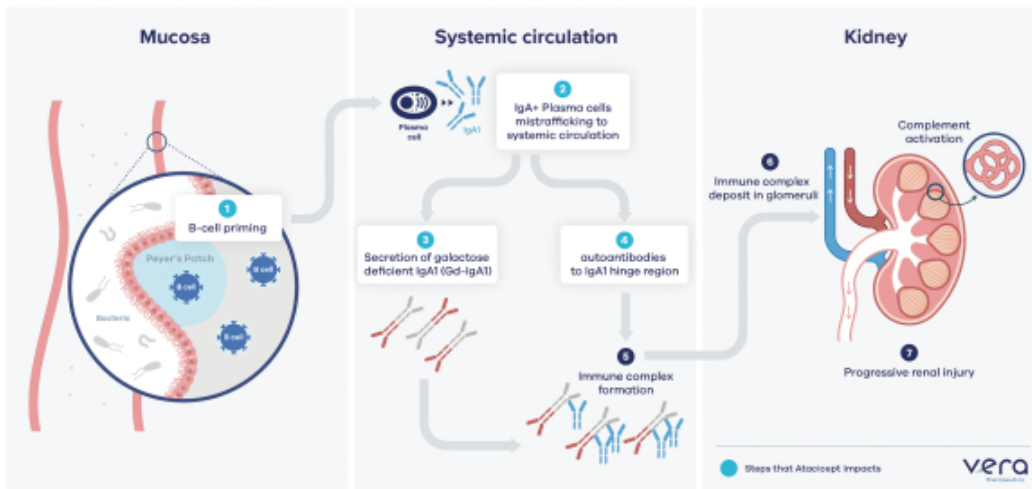 Mucosa
Systemic circulation
Kidney
1
B-cell priming
Peyer's Patch
B cell
B cell
B cell
Bacteria
Plasma
cell
IgA1
2
IgA+ Plasma cells
mistrafficking to
systemic circulation
3
Secretion of galactose
deficient IgA1 (Gd-IgA1)
4
autoantibodies
to IgA1 hinge region
5
Immune complex
formation
6
Immune complex
deposit in glomeruli
Complement
activation
7
Progressive renal injury
Steps that Atacicept impacts
VERA
therapeutics